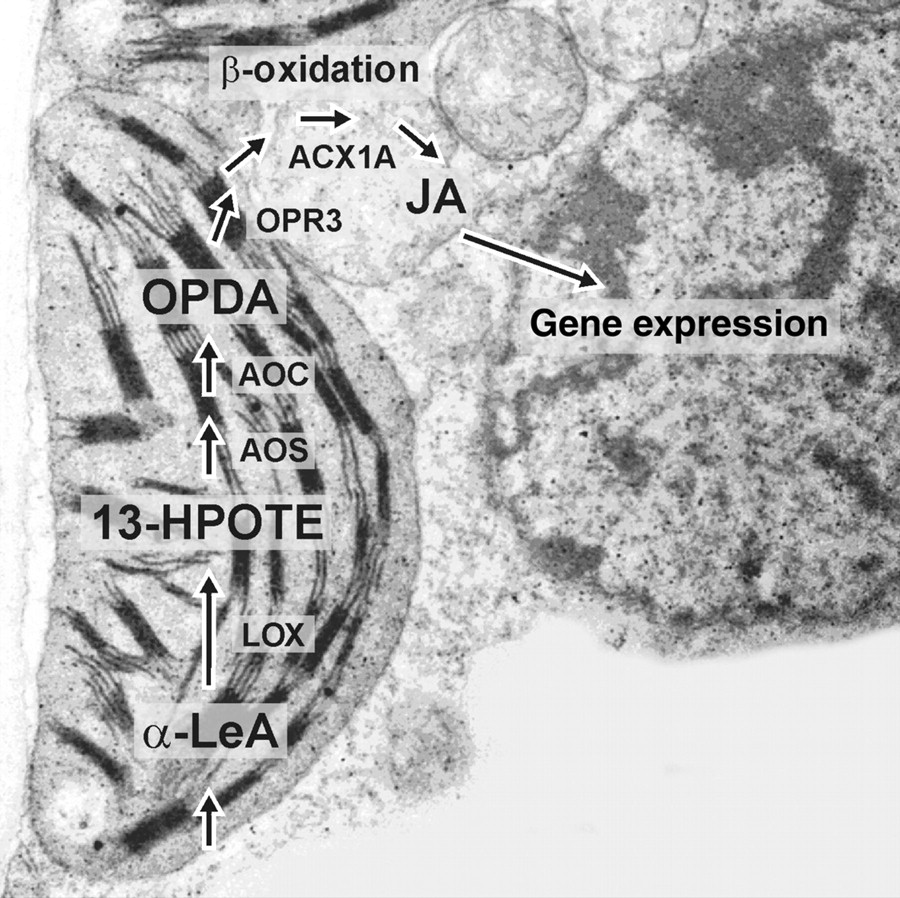 β-oxidation
ACX1A
JA
OPR3
OPDA
Gene expression
AOC
AOS
13-HPOTE
LOX
α-LeA